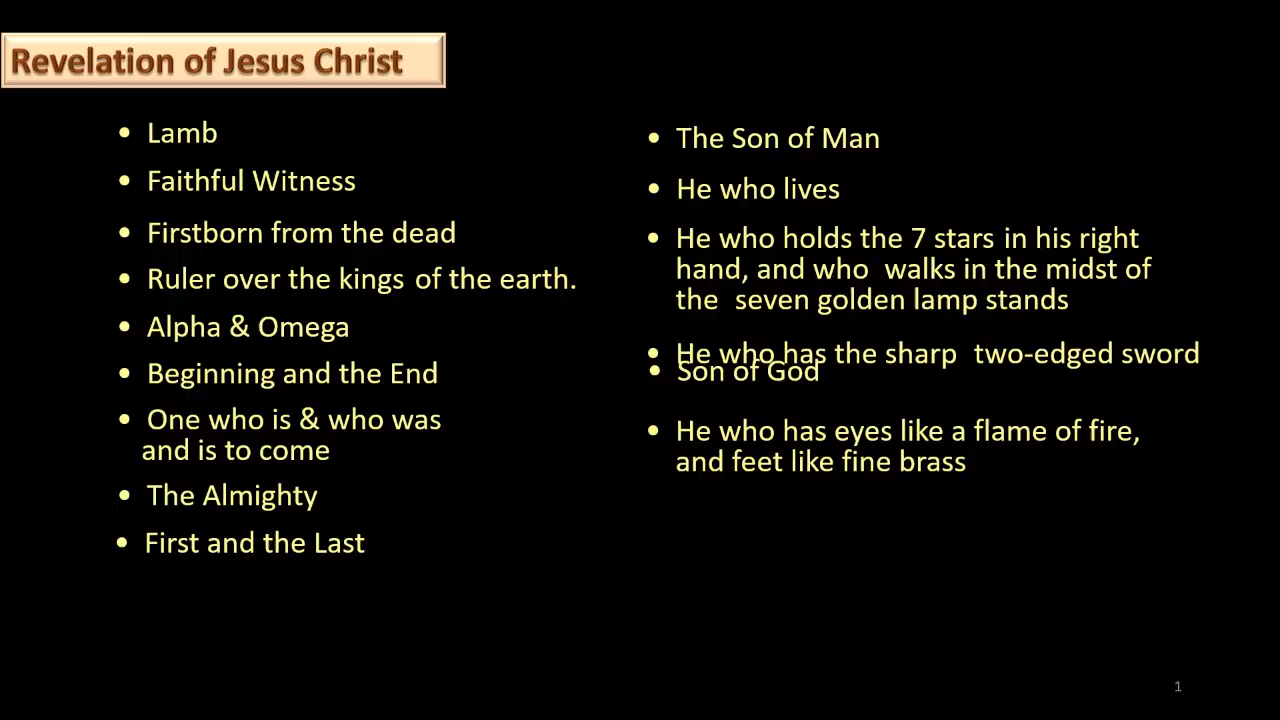 Revelation of Jesus Christ
• Lamb
• Faithful Witness
• Firstborn from the dead
• Ruler over the kings of the earth.
• Alpha & Omega
• Beginning and the End
• One who is & who was
and is to come
• The Almighty
• First and the Last
• The Son of Man
• He who lives
• He who holds the 7 stars in his right
hand, and who walks in the midst of
the seven golden lamp stands
• He who has the sharp two-edged sword
• Son of God
• He who has eyes like a flame of fire,
and feet like fine brass
1